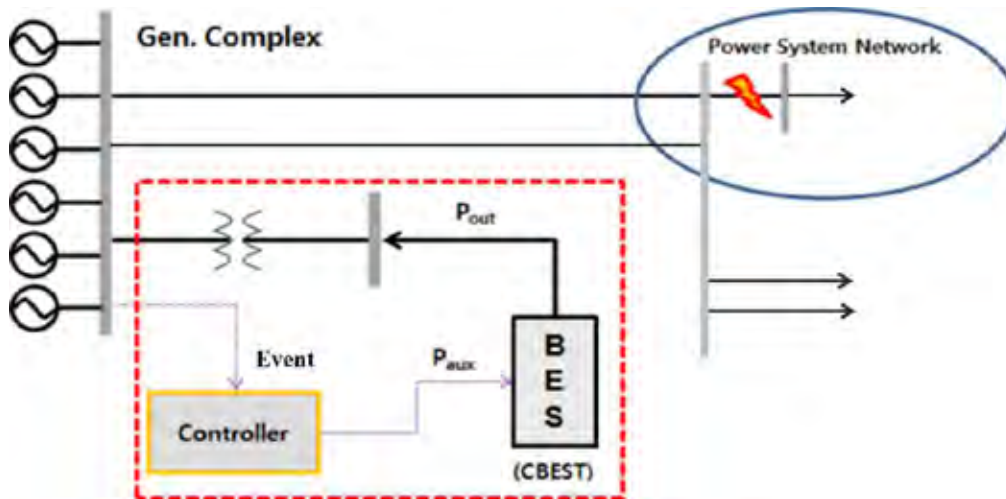 Gen. Complex
Power System Network
Pout
Event
Paux
B
E
S
Controller
(CBEST)